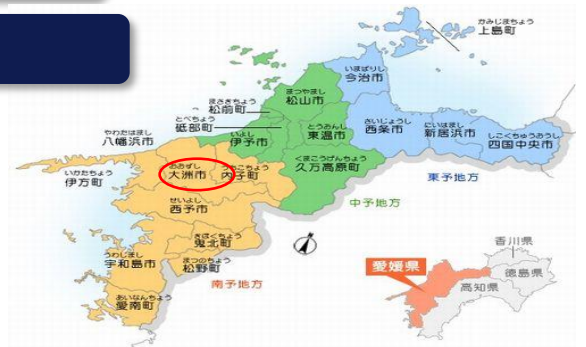 かみじまちょう
上島町
いまばりし
今治市
まつやまし
松山市
まさきちょう
松前町
とべちょう
砥部町
いよし
伊予市
とうおんし
東温市
さいじょうし
西条市
にいはまし
新居浜市
しこくちゅうおうし
四国中央市
くまこうげんちょう
久万高原町
やわたはまし
八幡浜市
いかたちょう
伊方町
おおずし
大洲市
うちこちょう
内子町
せいよし
西予市
きほくちょう
鬼北町
うわじまし
宇和島市
まつのちょう
松野町
あいなんちょう
愛南町
東予地方
中予地方
南予地方
愛媛県
香川県
徳島県
高知県